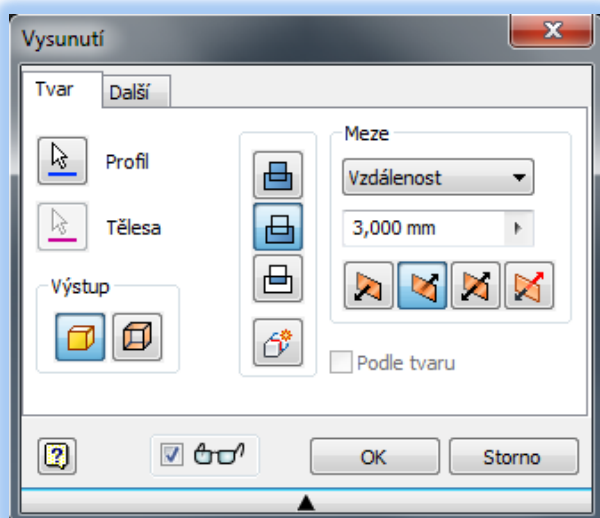 Vysunutí
Tvar
Další
Profil
Tělesa
Výstup
Meze
Vzdálenost
3,000 mm
Podle tvaru
OK
Storno